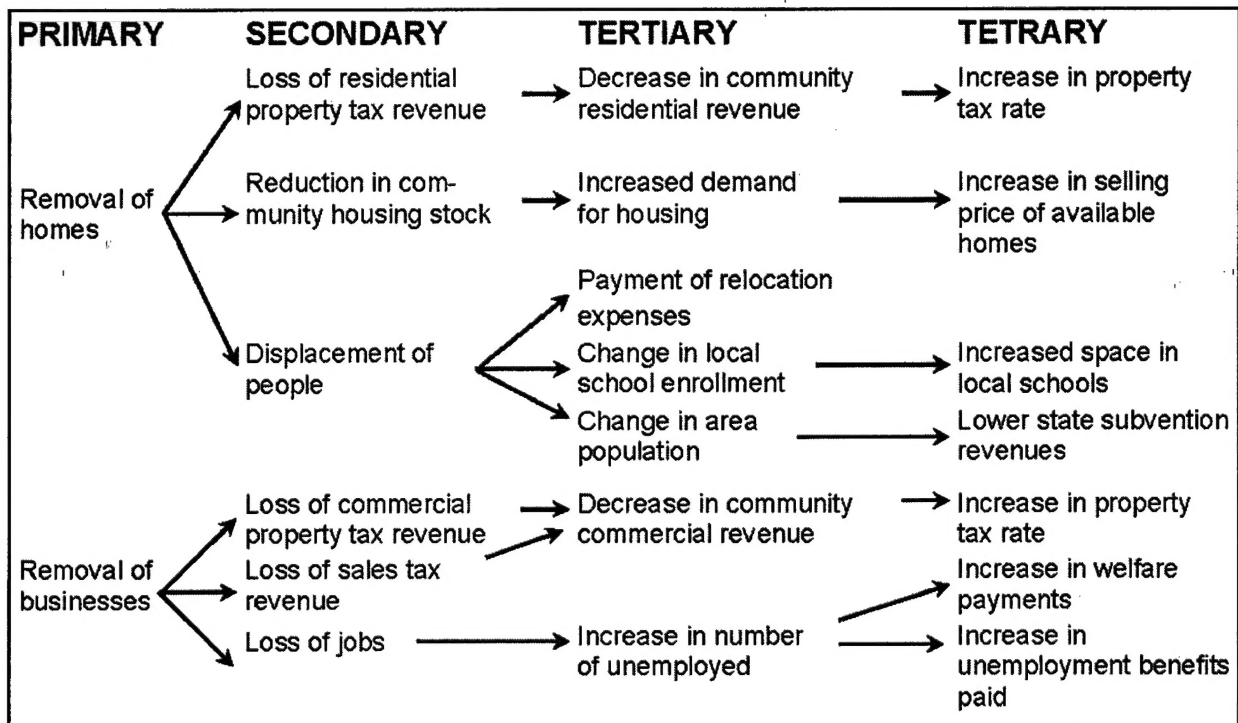 PRIMARY SECONDARY TERTIARY TETRARY
Loss of residential
property tax revenue
Decrease in community
residential revenue
Increase in property
tax rate
Removal of
homes
Reduction in com-
munity housing stock
Increased demand
for housing
Increase in selling
price of available
homes
Displacement of
people
Payment of relocation
expenses
Change in local
school enrollment
Increased space in
local schools
Change in area
population
Lower state subvention
revenues
Removal of
businesses
Loss of commercial
property tax revenue
Decrease in community
commercial revenue
Increase in property
tax rate
Loss of sales tax
revenue
Loss of jobs
Increase in number
of unemployed
Increase in welfare
payments
Increase in
unemployment benefits
paid